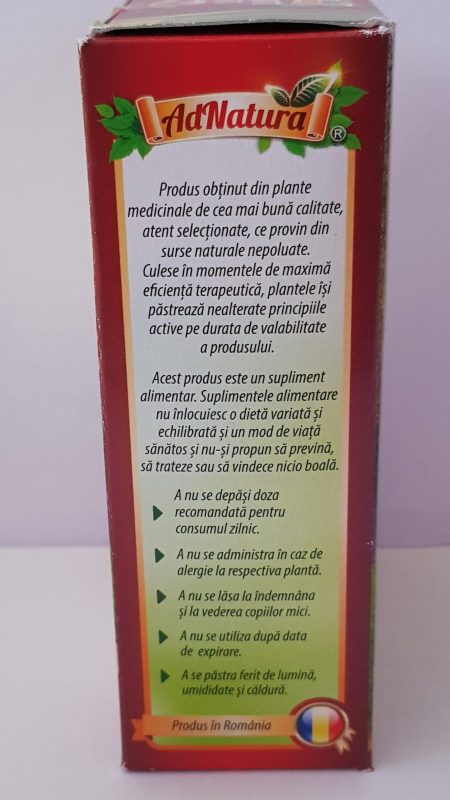 AdNatura®
Produs obținut din plante
medicinale de cea mai bună calitate,
atent selecționate, ce provin din
surse naturale nepoluate.
Culese în momentele de maximă
eficiență terapeutică, plantele își
păstrează nealterate principiile
active pe durata de valabilitate
a produsului.
Acest produs este un supliment
alimentar. Suplimentele alimentare
nu înlocuiesc o dietă variată și
echilibrată și un mod de viață
sănătos și nu-și propun să prevină,
să trateze sau să vindece nicio boală.
A nu se depăși doza
recomandată pentru
consumul zilnic.
A nu se administra în caz de
alergie la respectiva plantă.
A nu se lăsa la îndemâna
și la vederea copiilor mici.
A nu se utiliza după data
de expirare.
A se păstra ferit de lumină,
umiditate și căldură.
Produs în România